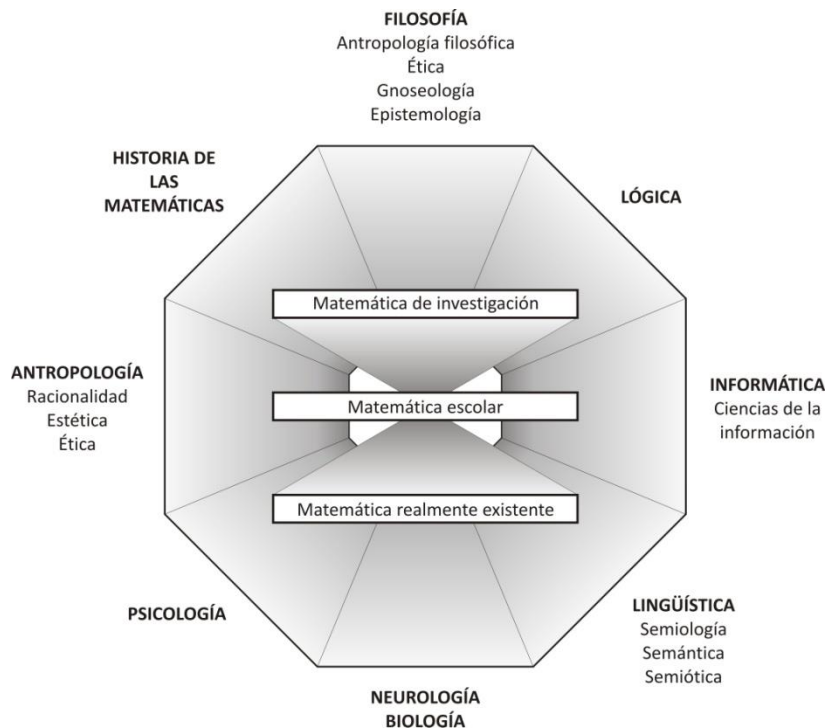 FILOSOFÍA
Antropología filosófica
Ética
Gnoseología
Epistemología
HISTORIA DE
LAS
MATEMÁTICAS
LÓGICA
Matemática de investigación
ANTROPOLOGÍA
Racionalidad
Estética
Ética
Matemática escolar
INFORMÁTICA
Ciencias de la
información
Matemática realmente existente
PSICOLOGÍA
LINGÜÍSTICA
Semiología
Semántica
Semiótica
NEUROLOGÍA
BIOLOGÍA